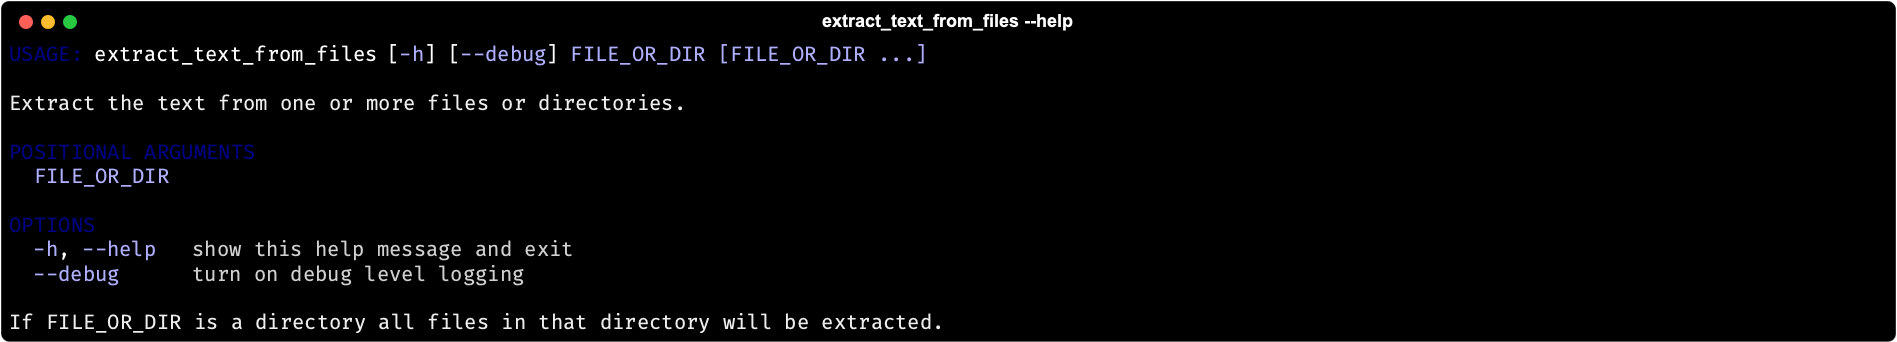 extract_text_from_files --help
USAGE: extract_text_from_files [-h] [--debug] FILE_OR_DIR [FILE_OR_DIR ...]
Extract the text from one or more files or directories.
POSITIONAL ARGUMENTS
FILE_OR_DIR
OPTIONS
-h, --help   show this help message and exit
--debug      turn on debug level logging
If FILE_OR_DIR is a directory all files in that directory will be extracted.